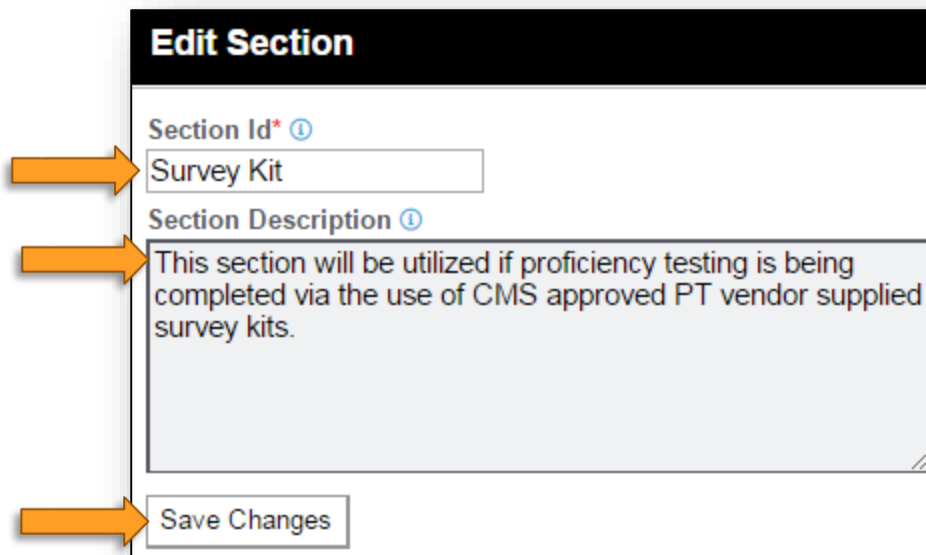 Edit Section
Section Id*
Survey Kit
Section Description
This section will be utilized if proficiency testing is being
completed via the use of CMS approved PT vendor supplied
survey kits.
Save Changes